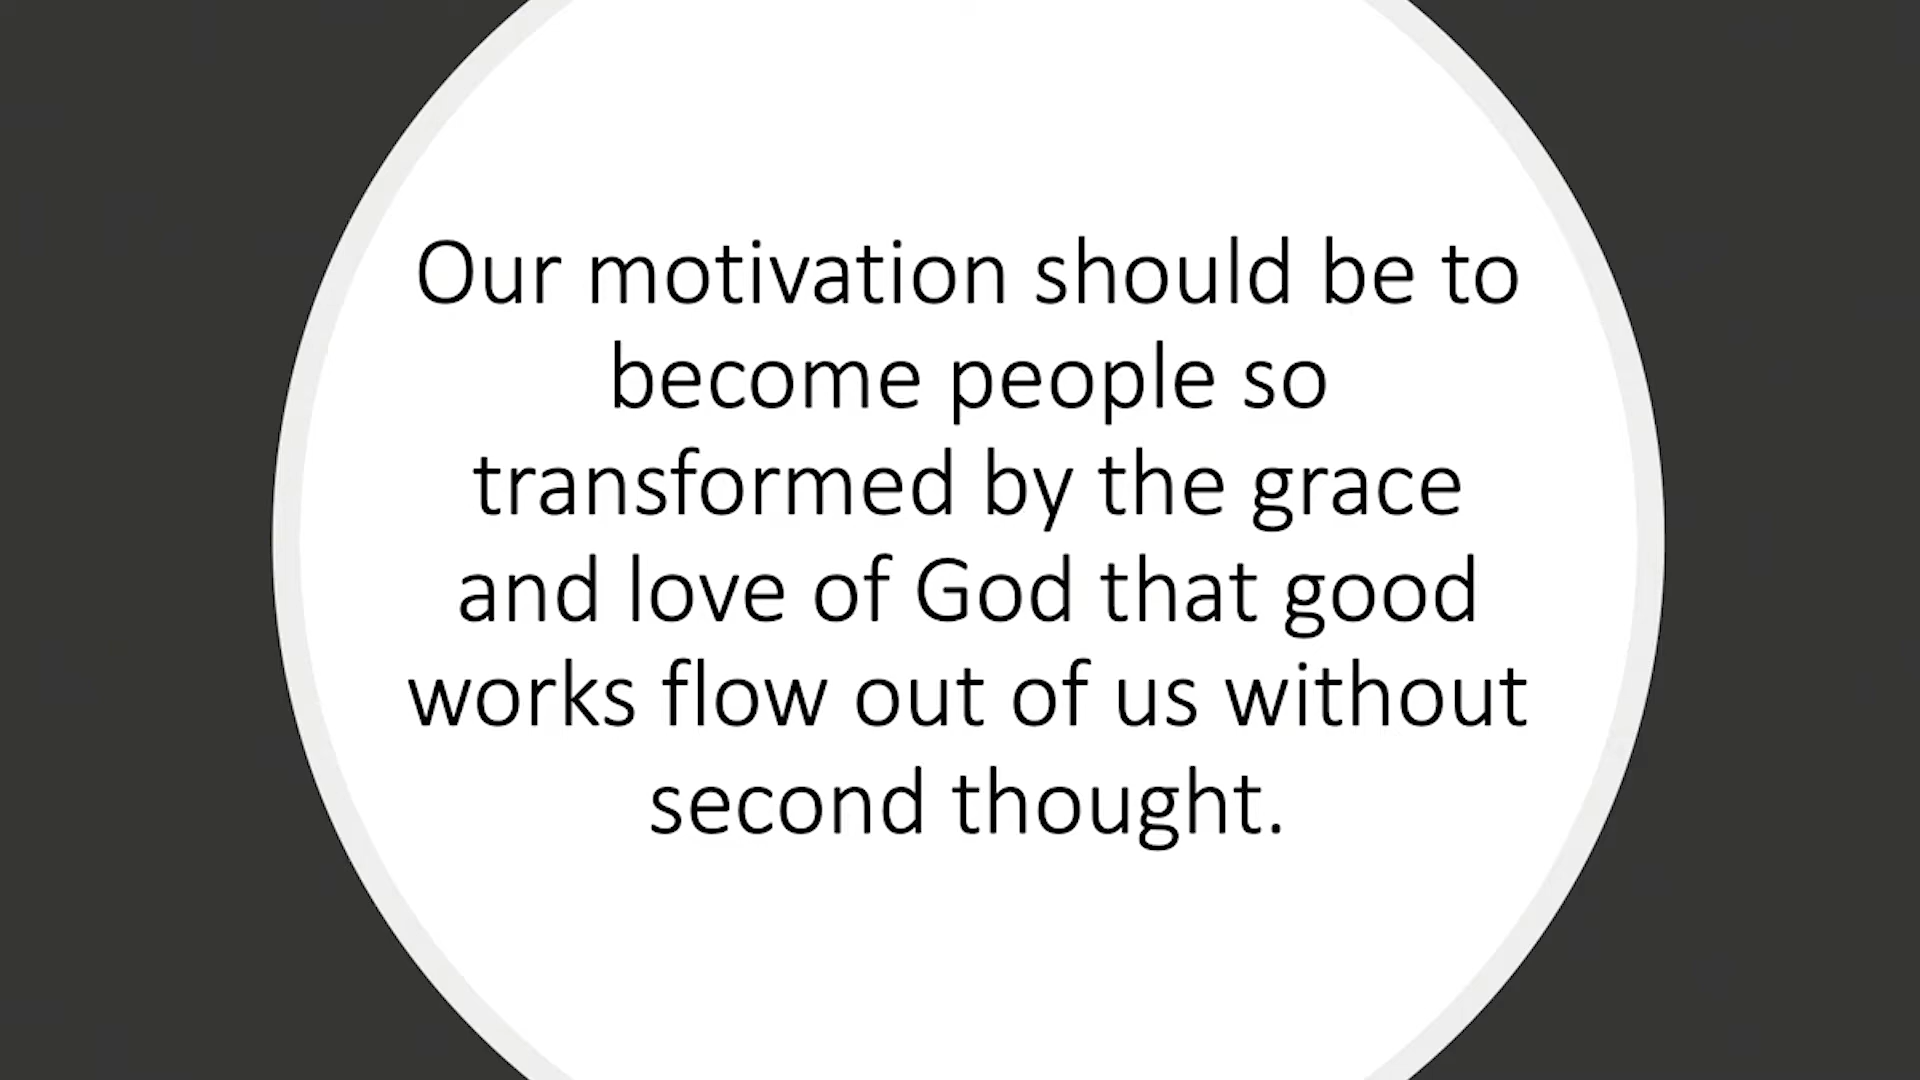 Our motivation should be to
become people so
transformed by the grace
and love of God that good
works flow out of us without
second thought.